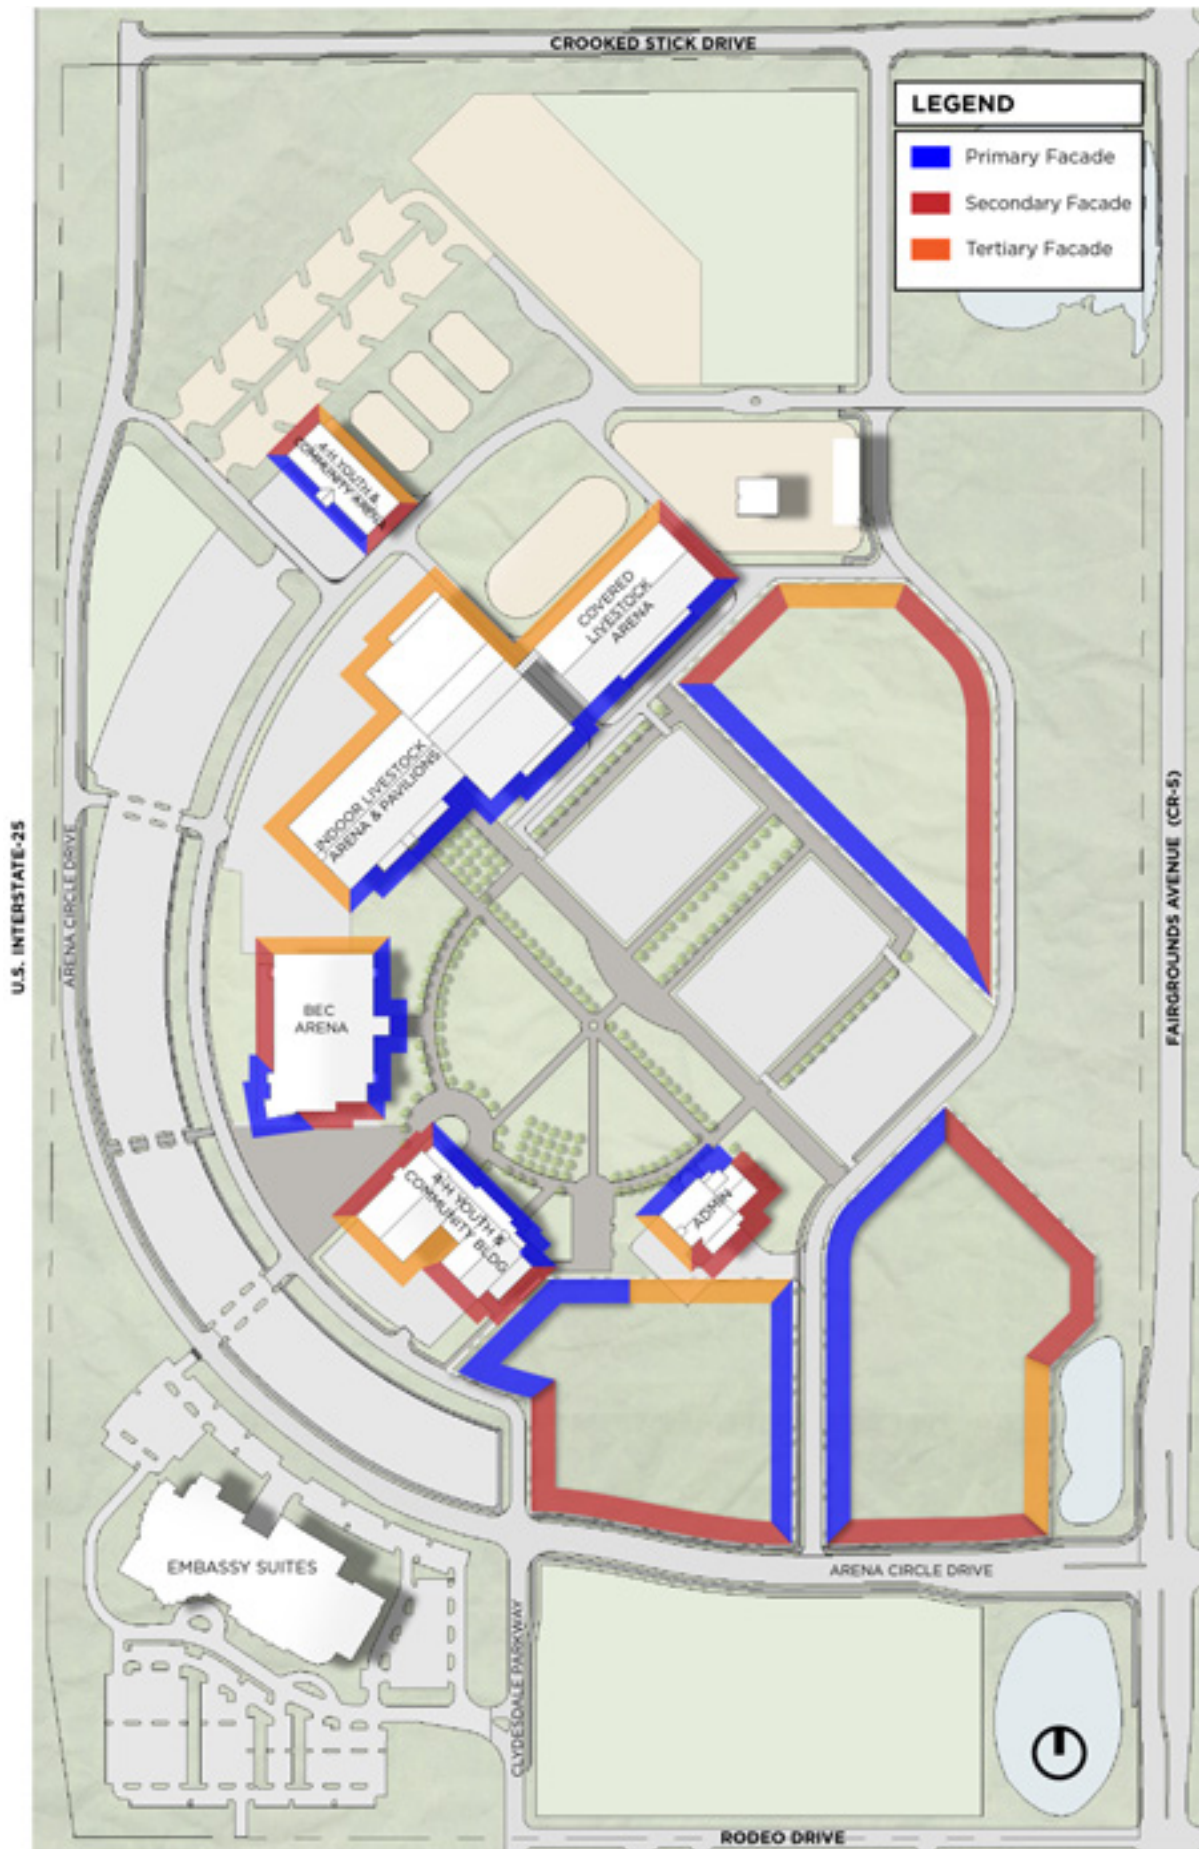 CROOKED STICK DRIVE
LEGEND
Primary Facade
Secondary Facade
Tertiary Facade
4-H YOUTH &
COMMUNITY ARENA
COVERED
LIVESTOCK
ARENA
INDOOR LIVESTOCK
ARENA & PAVILIONS
U.S. INTERSTATE-25
ARENA CIRCLE DRIVE
FAIRGROUNDS AVENUE (CR-5)
BEC
ARENA
4-H YOUTH &
COMMUNITY BLDG
ADMIN
EMBASSY SUITES
ARENA CIRCLE DRIVE
CLYDESDALE PARKWAY
RODEO DRIVE